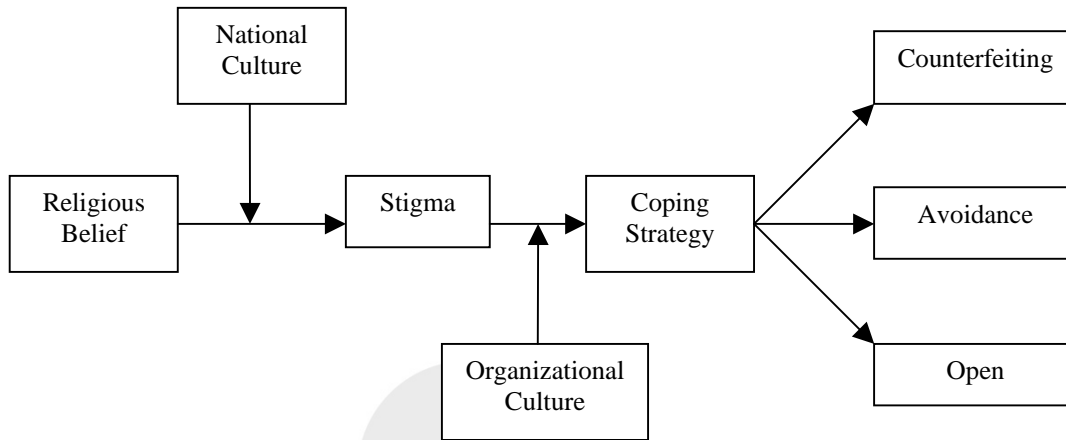 National
Culture
Counterfeiting
Religious
Belief
Stigma
Coping
Strategy
Avoidance
Organizational
Culture
Open